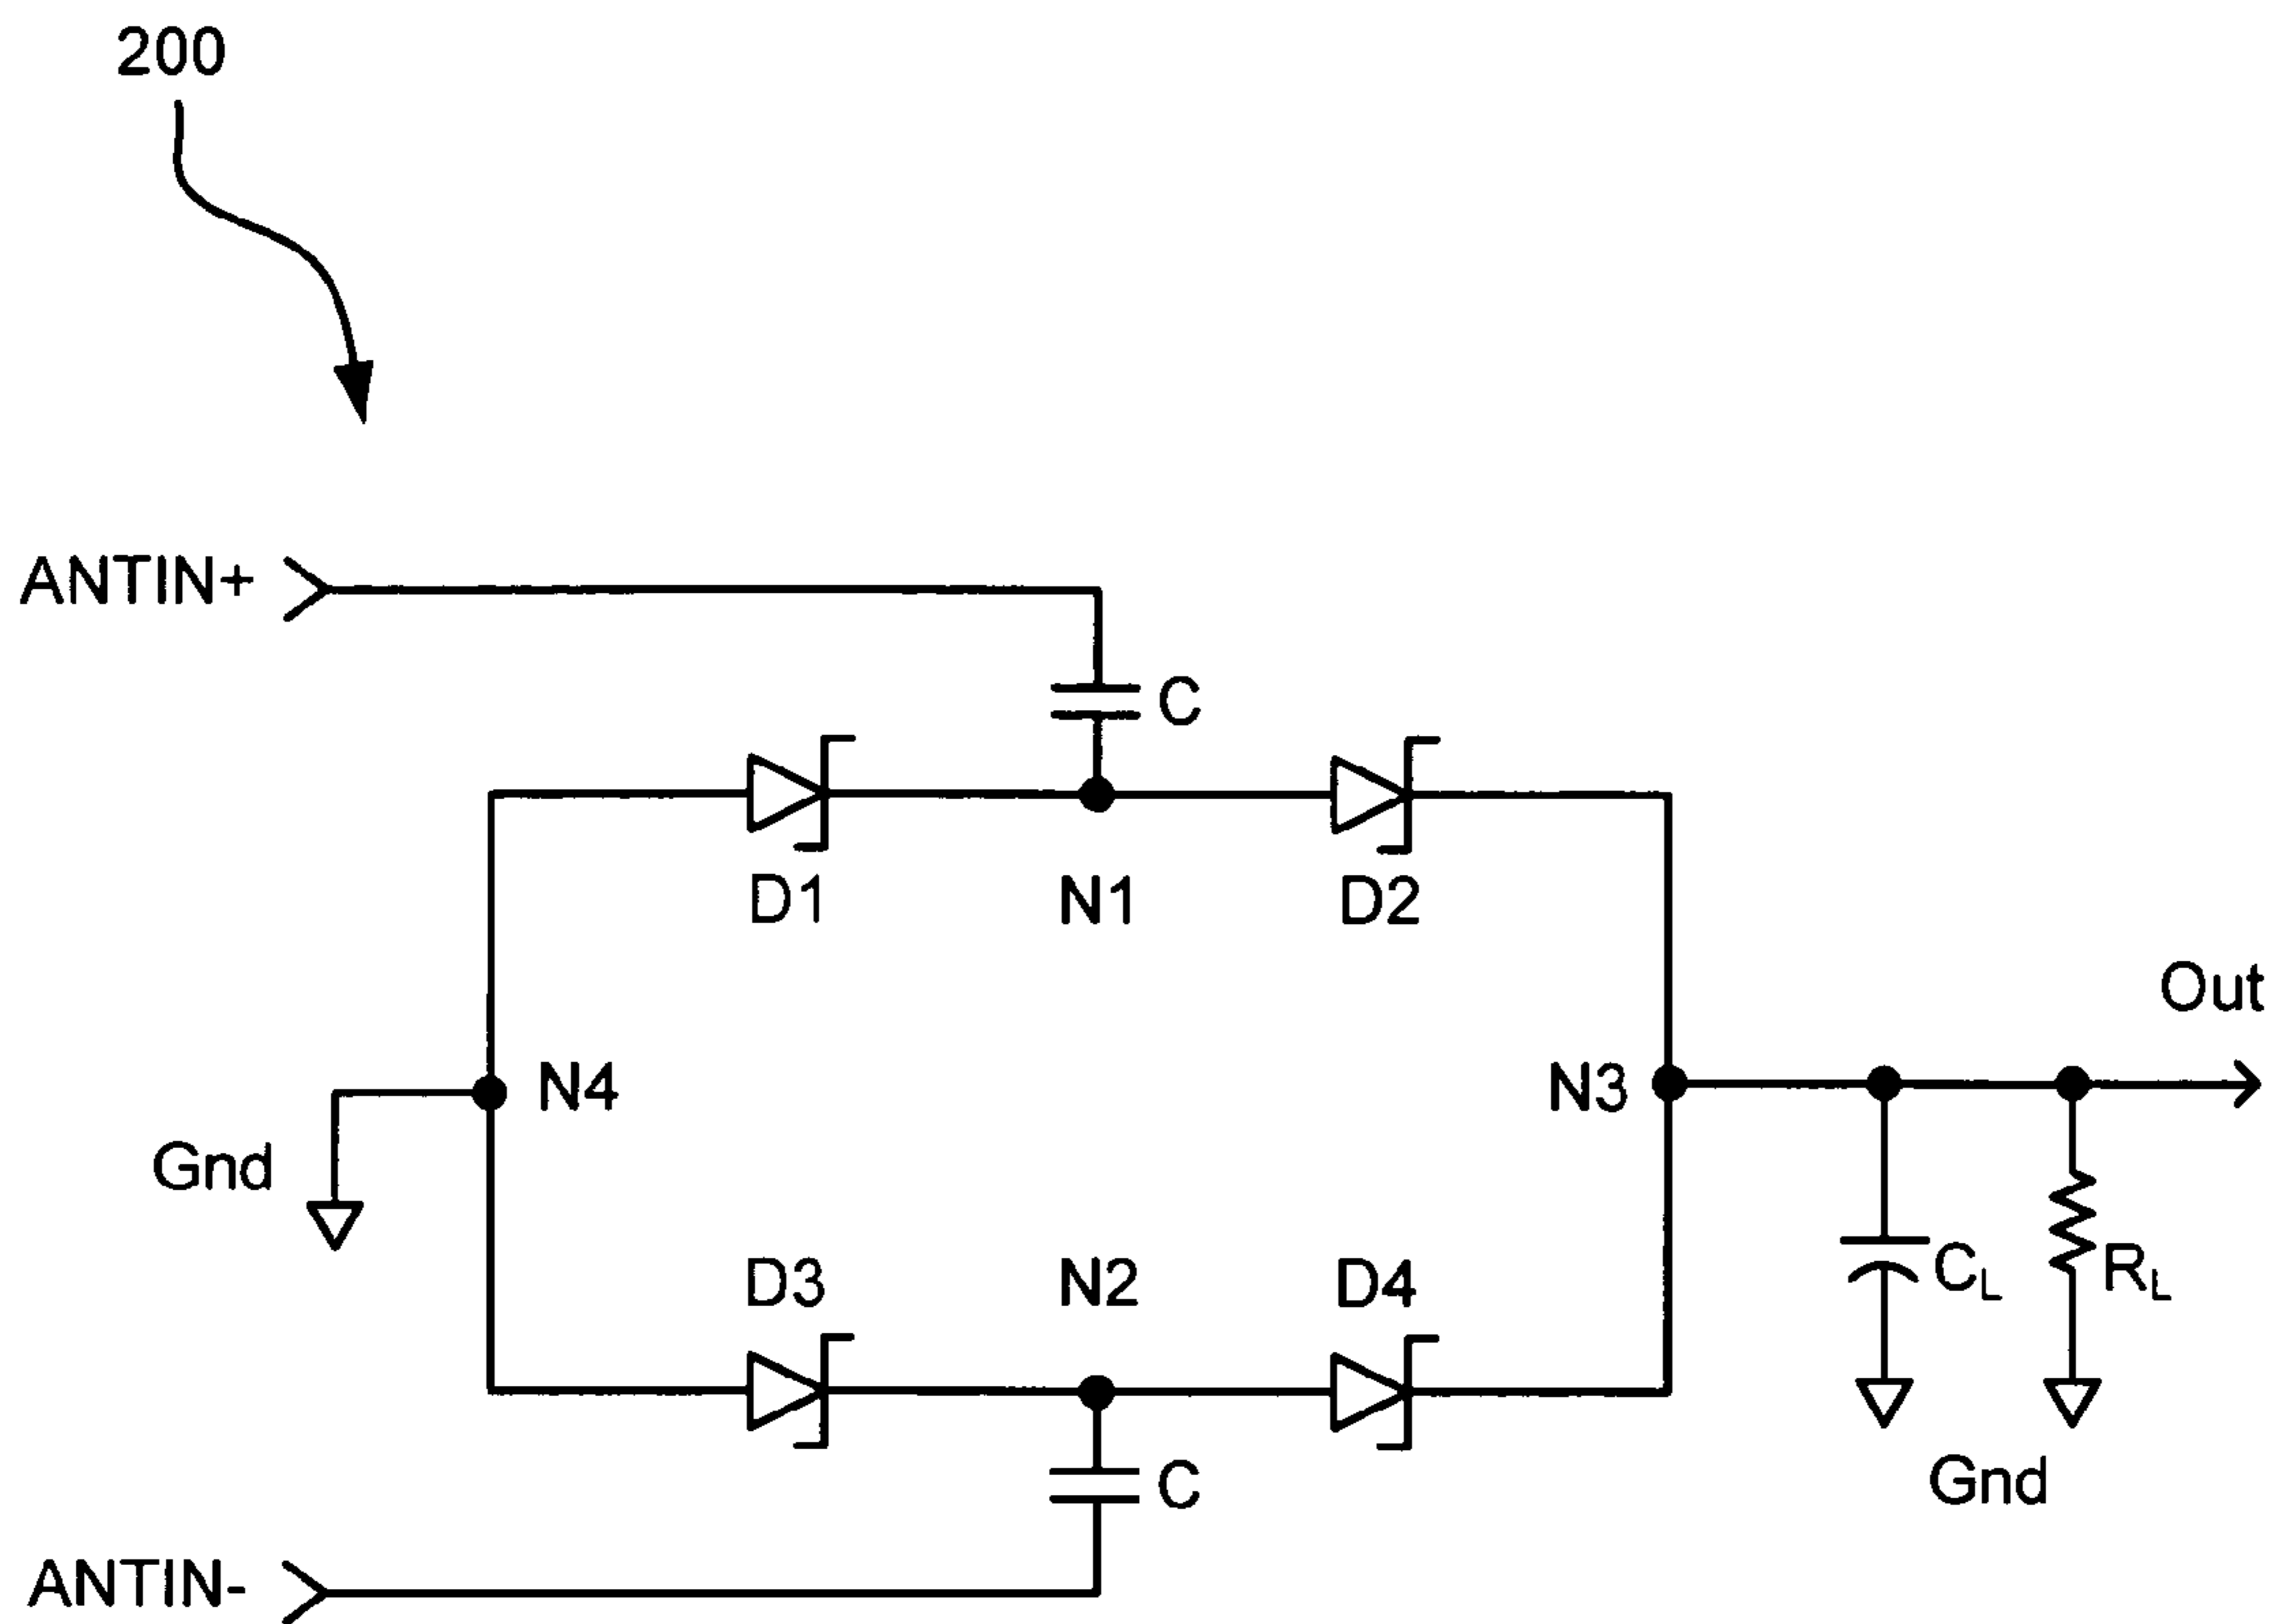 200
ANTIN+
C
D1 N1 D2
Out
N4 N3
Gnd
D3 N2 D4 CL RL
C Gnd
ANTIN-